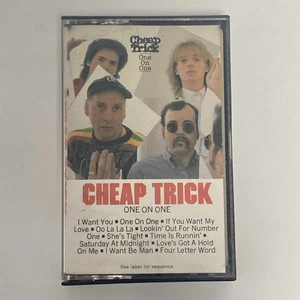 Cheap
Trick
One
On
One
CHEAP TRICK
ONE ON ONE
I Want You ■ One On One ■ If You Want My
Love ■ Oo La La La ■ Lookin' Out For Number
One ■ She's Tight ■ Time Is Runnin' ■
Saturday At Midnight ■ Love's Got A Hold
On Me ■ I Want Be Man ■ Four Letter Word
See label for sequence